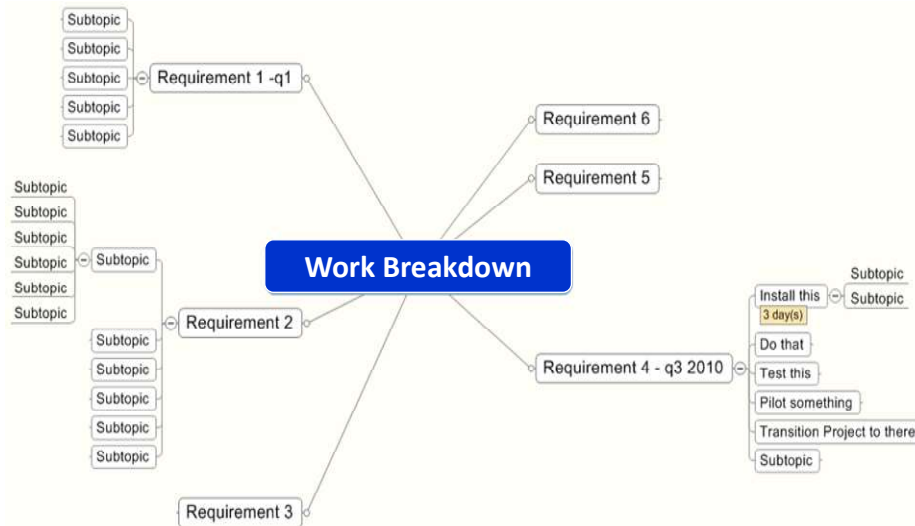 Subtopic
Subtopic
Subtopic
Subtopic
Subtopic
Requirement 1 -q1
Requirement 6
Requirement 5
Subtopic
Subtopic
Subtopic
Subtopic
Subtopic
Subtopic
Subtopic
Requirement 2
Subtopic
Subtopic
Subtopic
Subtopic
Subtopic
Requirement 3
Work Breakdown
Requirement 4 - q3 2010
Install this
3 day(s)
Subtopic
Subtopic
Do that
Test this
Pilot something
Transition Project to there
Subtopic